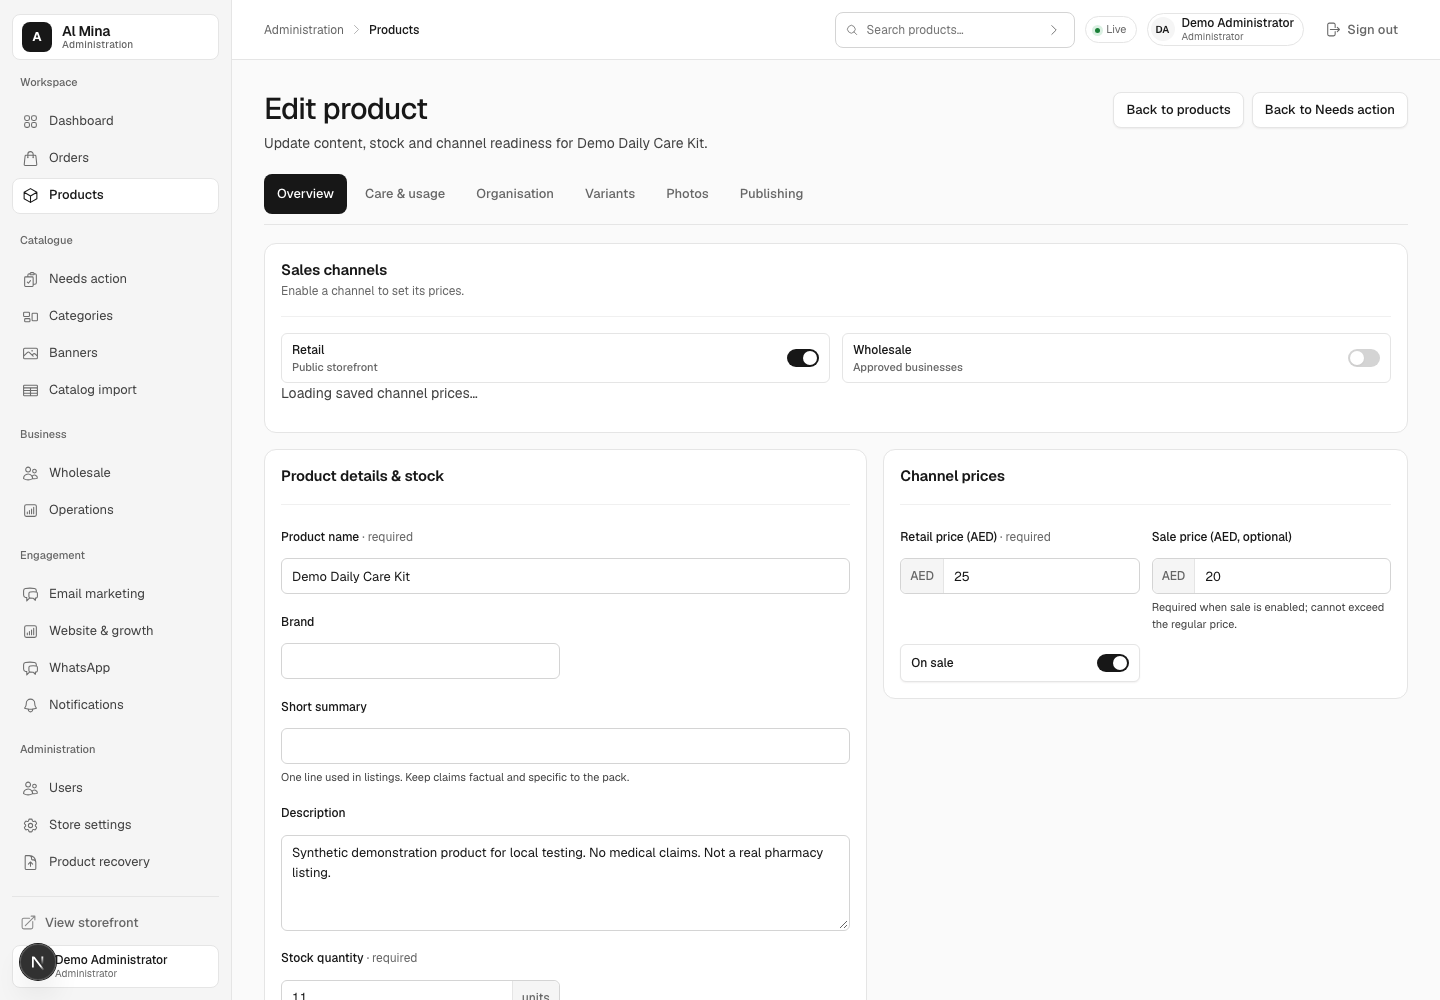 A
Al Mina
Administration
Workspace
Dashboard
Orders
Products
Catalogue
Needs action
Categories
Banners
Catalog import
Business
Wholesale
Operations
Engagement
Email marketing
Website & growth
WhatsApp
Notifications
Administration
Users
Store settings
Product recovery
View storefront
N
Demo Administrator
Administrator
Administration
Products
Search products...
Live
DA
Demo Administrator
Administrator
Sign out
Edit product
Update content, stock and channel readiness for Demo Daily Care Kit.
Back to products
Back to Needs action
Overview
Care & usage
Organisation
Variants
Photos
Publishing
Sales channels
Enable a channel to set its prices.
Retail
Public storefront
Wholesale
Approved businesses
Loading saved channel prices...
Product details & stock
Product name · required
Demo Daily Care Kit
Brand
Short summary
One line used in listings. Keep claims factual and specific to the pack.
Description
Synthetic demonstration product for local testing. No medical claims. Not a real pharmacy
listing.
Stock quantity · required
11
units
Channel prices
Retail price (AED) · required
AED
25
Sale price (AED, optional)
AED
20
Required when sale is enabled; cannot exceed
the regular price.
On sale